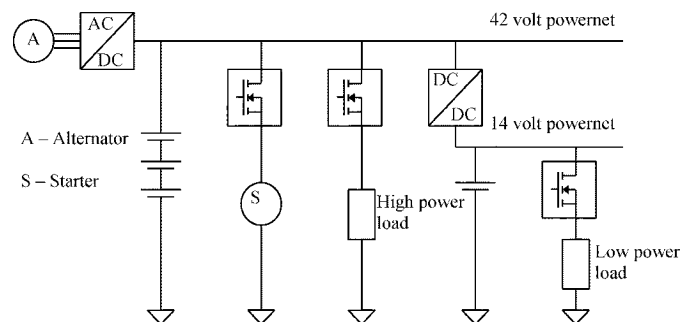 42 volt powernet
A
AC
DC
DC
DC
14 volt powernet
A – Alternator
S – Starter
S
High power
load
Low power
load